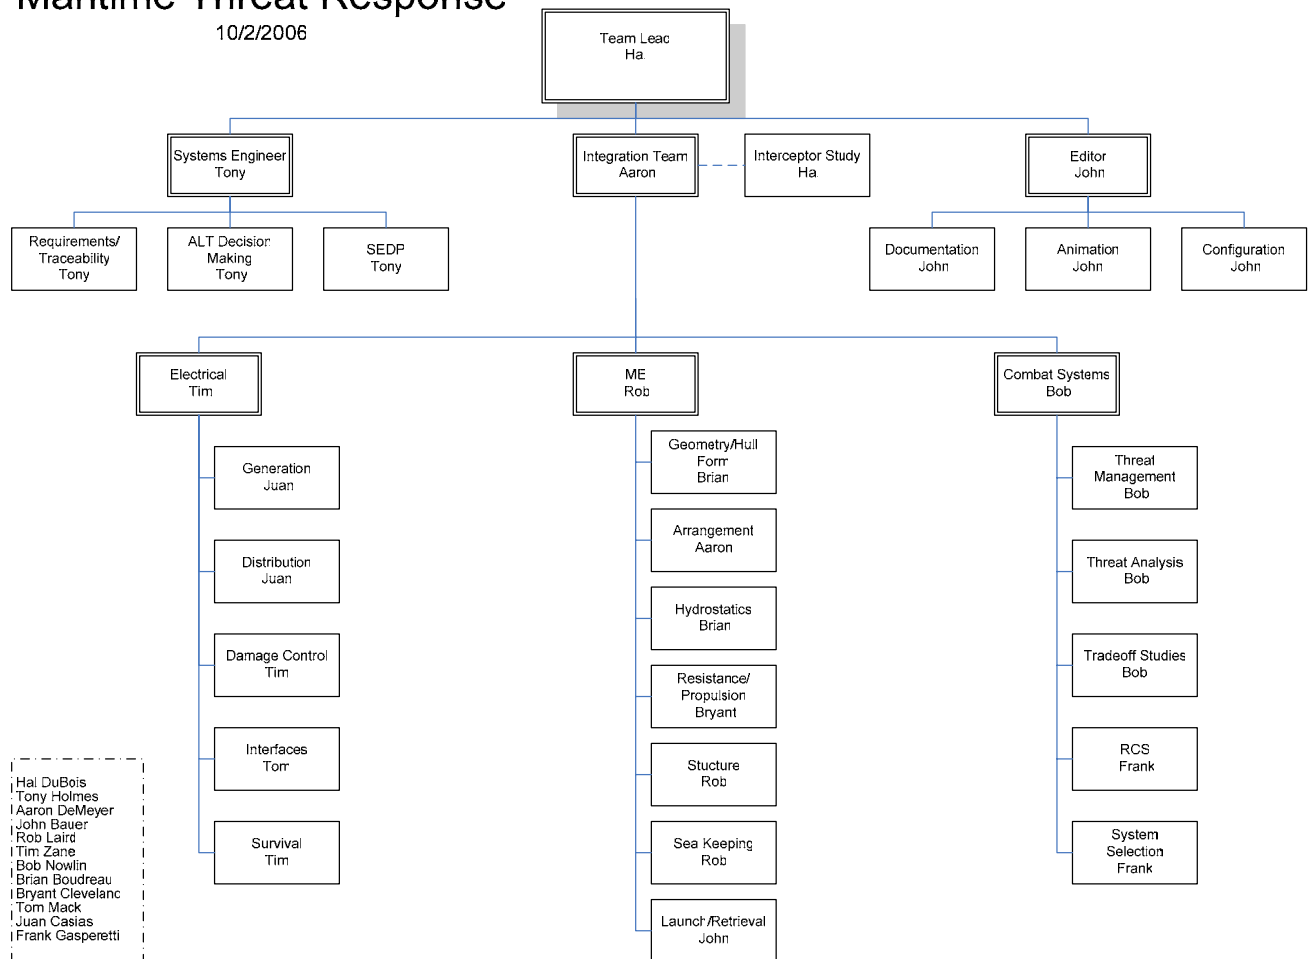 Maritime Threat Response
10/2/2006
Team Lead
Ha.
Systems Engineer
Tony
Integration Team
Aaron
Interceptor Study
Ha.
Editor
John
Requirements/
Traceability
Tony
ALT Decision
Making
Tony
SEDP
Tony
Documentation
John
Animation
John
Configuration
John
Electrical
Tim
ME
Rob
Combat Systems
Bob
Generation
Juan
Distribution
Juan
Damage Control
Tim
Interfaces
Tom
Survival
Tim
Geometry/Hull
Form
Brian
Arrangement
Aaron
Hydrostatics
Brian
Resistance/
Propulsion
Bryant
Stucture
Rob
Sea Keeping
Rob
Launch/Retrieval
John
Threat
Management
Bob
Threat Analysis
Bob
Tradeoff Studies
Bob
RCS
Frank
System
Selection
Frank
Hal DuBois
Tony Holmes
Aaron DeMeyer
John Bauer
Rob Laird
Tim Zane
Bob Nowlin
Brian Boudreau
Bryant Cleveland
Tom Mack
Juan Casias
Frank Gasperetti